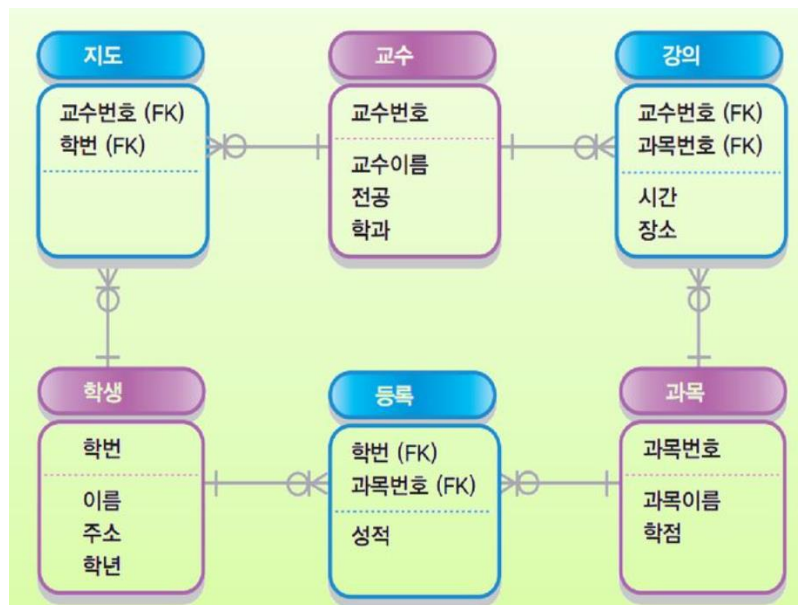 지도
교수번호 (FK)
학번 (FK)
교수
교수번호
교수이름
전공
학과
강의
교수번호 (FK)
과목번호 (FK)
시간
장소
학생
학번
이름
주소
학년
등록
학번 (FK)
과목번호 (FK)
성적
과목
과목번호
과목이름
학점